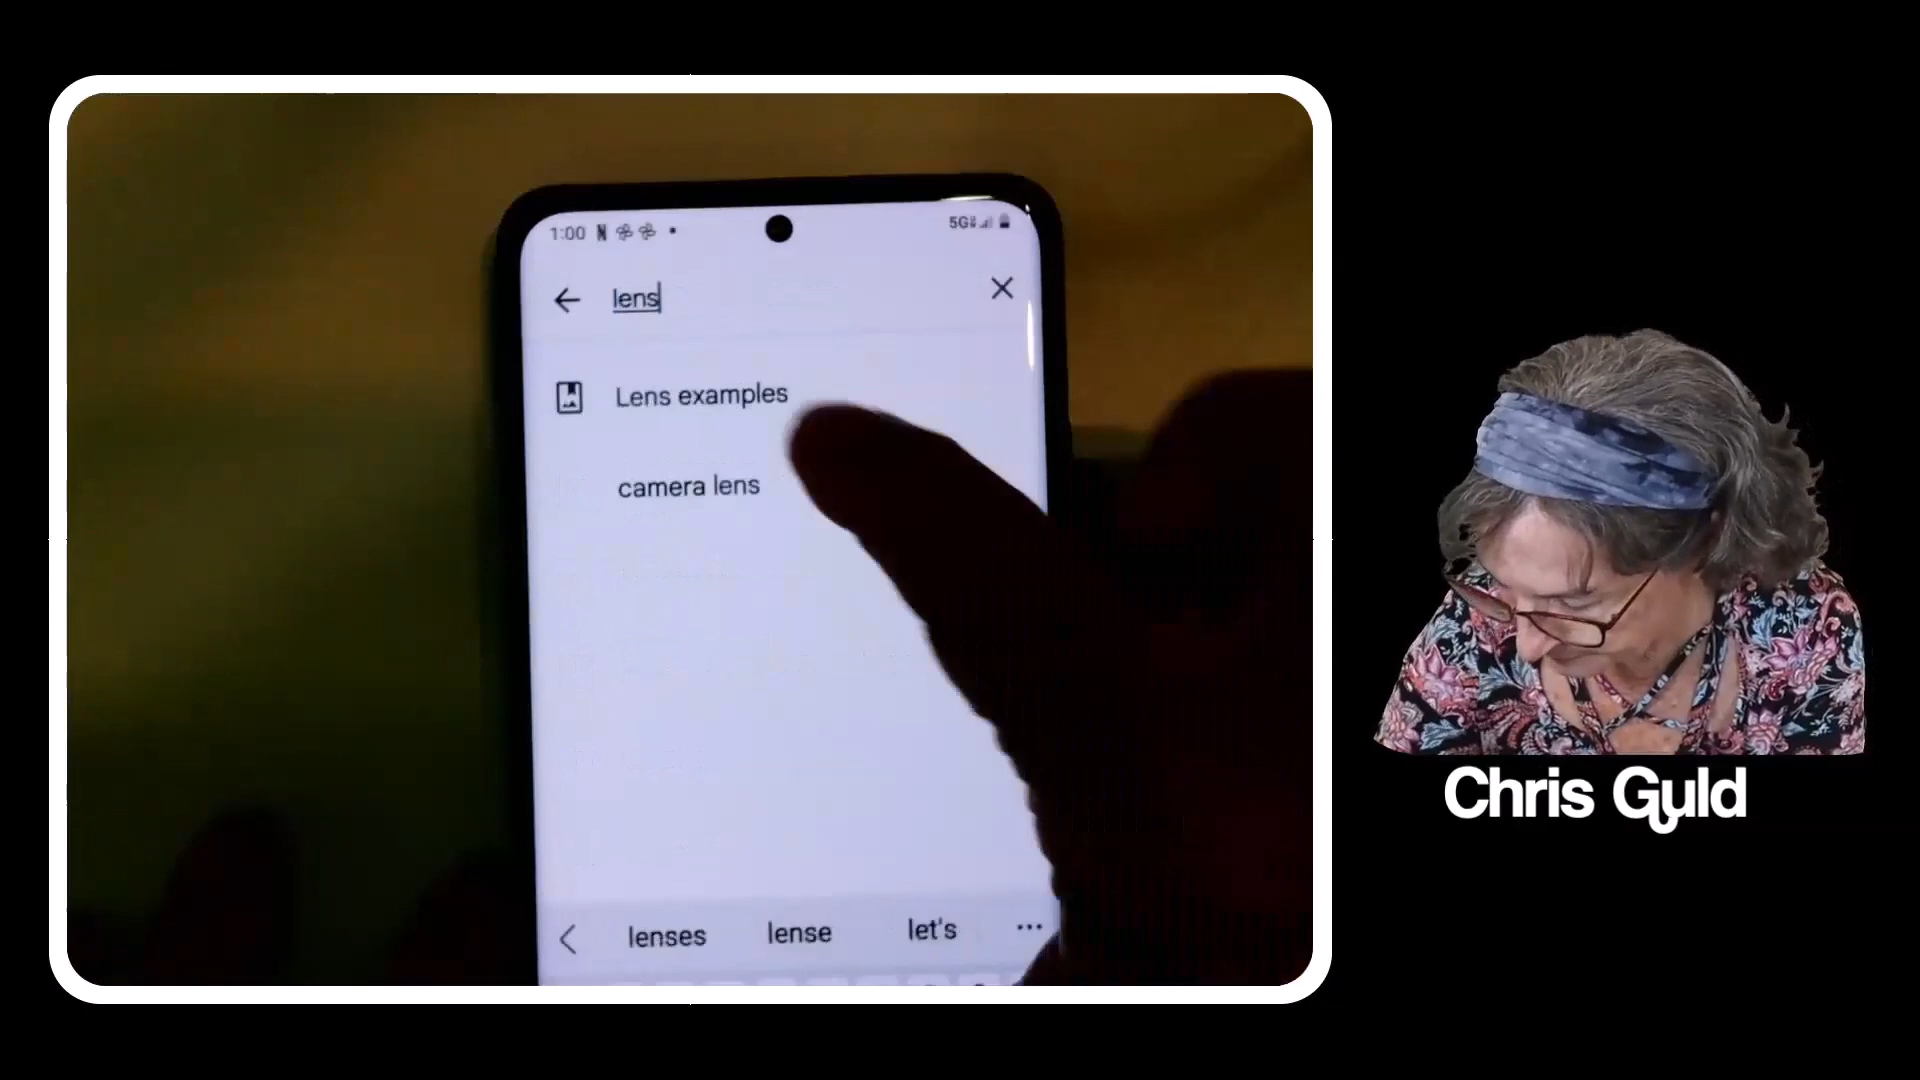 1:00
5G
lens
Lens examples
camera lens
lenses lense let's
Chris Guld